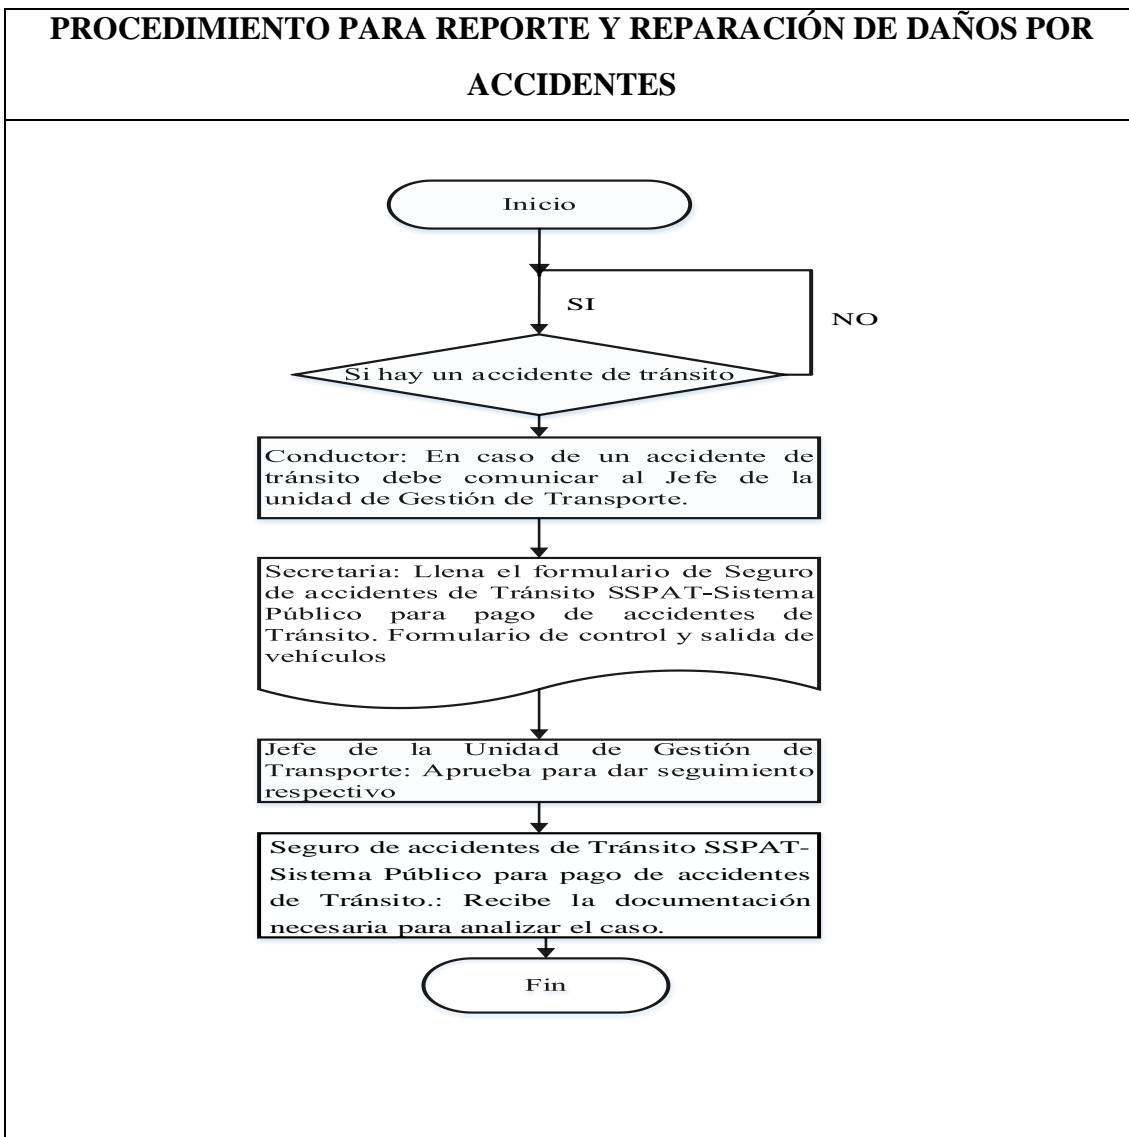 PROCEDIMIENTO PARA REPORTE Y REPARACIÓN DE DAÑOS POR
ACCIDENTES
Inicio
SI
NO
Si hay un accidente de tránsito
Conductor: En caso de un accidente de
tránsito debe comunicar al Jefe de la
unidad de Gestión de Transporte.
Secretaria: Llena el formulario de Seguro
de accidentes de Tránsito SSPAT-Sistema
Público para pago de accidentes de
Tránsito. Formulario de control y salida de
vehículos
Jefe de la Unidad de Gestión de
Transporte: Aprueba para dar seguimiento
respectivo
Seguro de accidentes de Tránsito SSPAT-
Sistema Público para pago de accidentes
de Tránsito.: Recibe la documentación
necesaria para analizar el caso.
Fin